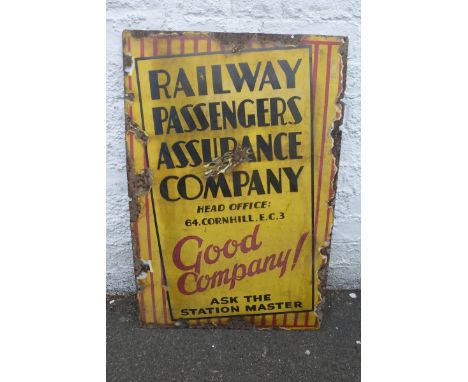 RAILWAY
PASSENGERS
ASSURANCE
COMPANY
HEAD OFFICE:
64, CORNHILL, E.C.3
Good
Company!
ASK THE
STATION MASTER